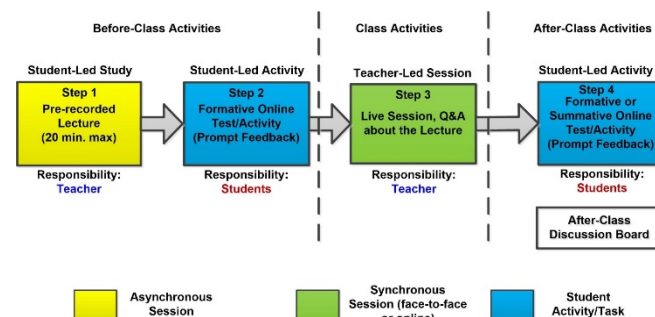 Before-Class Activities
Class Activities
After-Class Activities
Student-Led Study
Step 1
Pre-recorded
Lecture
(20 min. max)
Responsibility:
Teacher
Student-Led Activity
Step 2
Formative Online
Test/Activity
(Prompt Feedback)
Responsibility:
Students
Teacher-Led Session
Step 3
Live Session, Q&A
about the Lecture
Responsibility:
Teacher
Student-Led Activity
Step 4
Formative or
Summative Online
Test/Activity
(Prompt Feedback)
Responsibility:
Students
After-Class
Discussion Board
Asynchronous
Session
Synchronous
Session (face-to-face
or online)
Student
Activity/Task